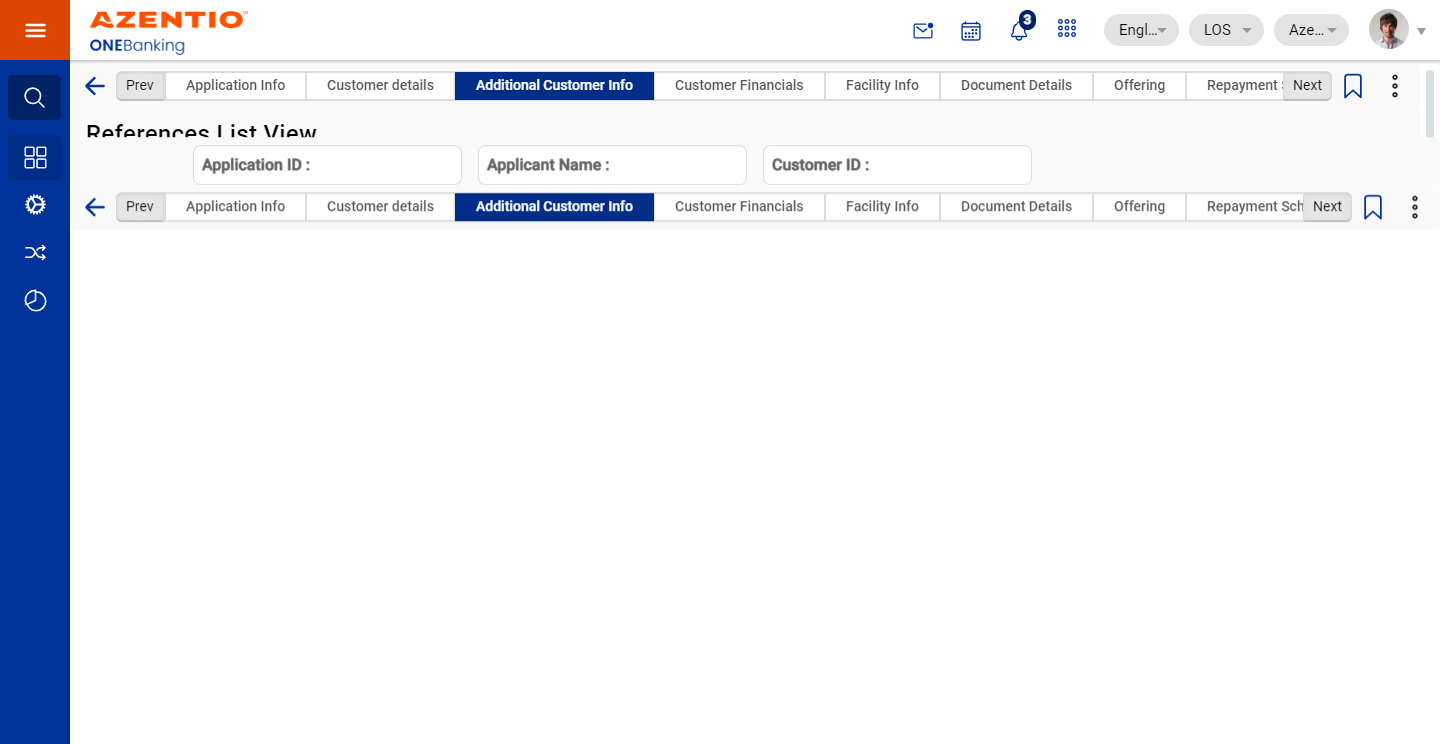 AZENTIO™
ONEBanking
3
Engl...
LOS
Aze...
Prev
Application Info
Customer details
Additional Customer Info
Customer Financials
Facility Info
Document Details
Offering
Repayment
Next
References List View
Application ID :
Applicant Name :
Customer ID :
Prev
Application Info
Customer details
Additional Customer Info
Customer Financials
Facility Info
Document Details
Offering
Repayment Sch
Next